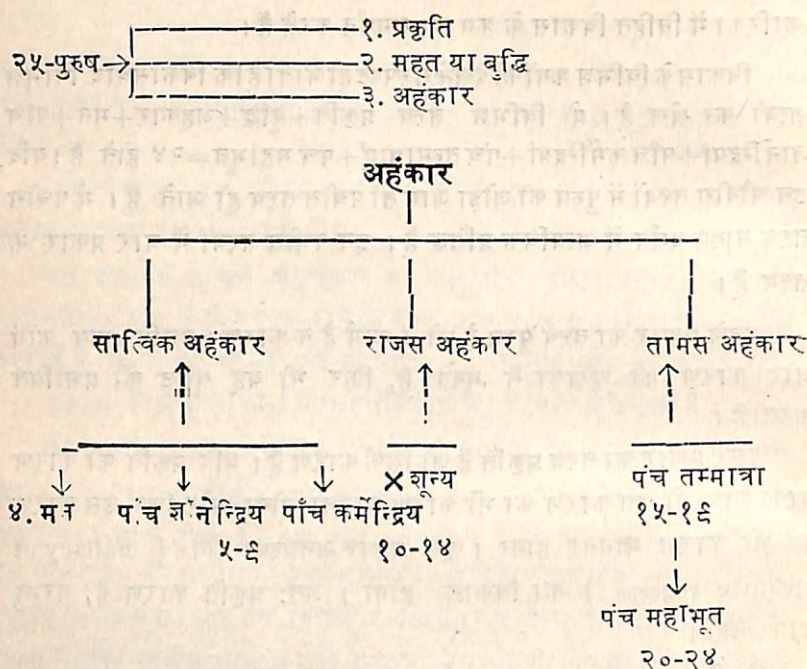 १. प्रकृति
२५-पुरुष → २. महत या बुद्धि
३. अहंकार
अहंकार
सात्विक अहंकार राजस अहंकार तामस अहंकार
× शून्य पंच तम्मात्रा
४. मन पंच ज्ञानेन्द्रिय पाँच कर्मेन्द्रिय १५-१९
५-९ १०-१४
पंच महाभूत
२०-२४